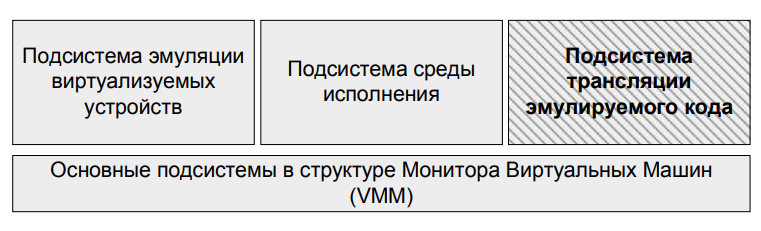 Подсистема эмуляции
виртуализуемых
устройств
Подсистема среды
исполнения
Подсистема
трансляции
эмулируемого кода
Основные подсистемы в структуре Монитора Виртуальных Машин
(VMM)